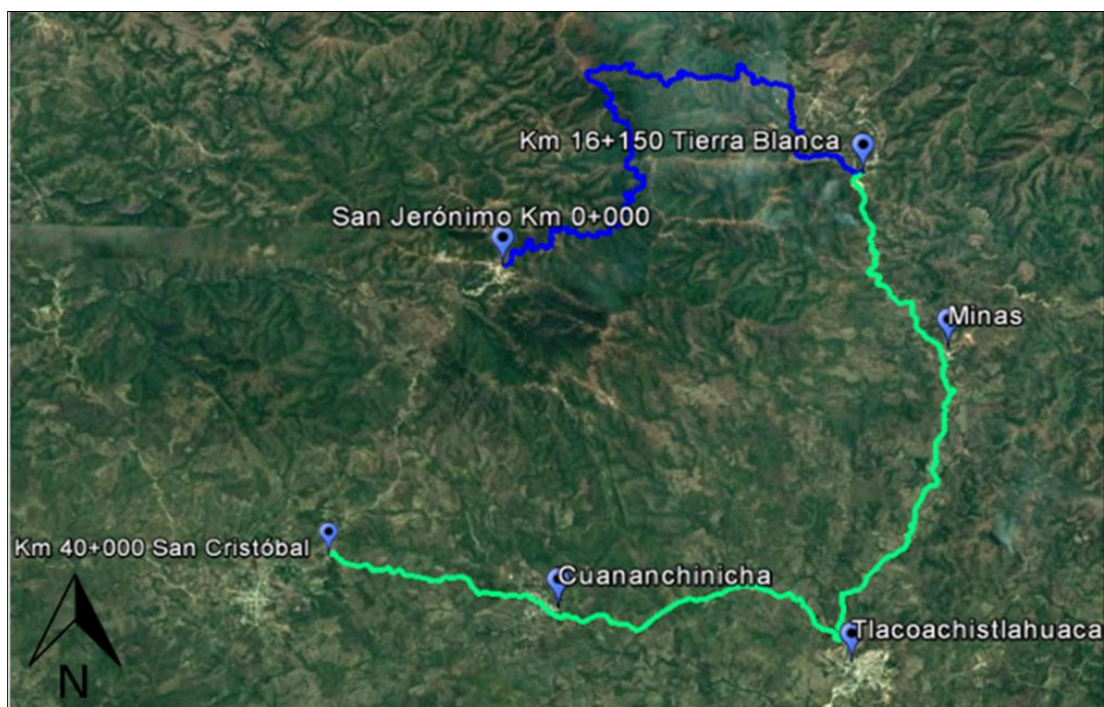 Km 16+150 Tierra Blanca
San Jerónimo Km 0+000
Minas
Km 40+000 San Cristóbal
Cuananchinicha
Tlacoachistlahuaca
N